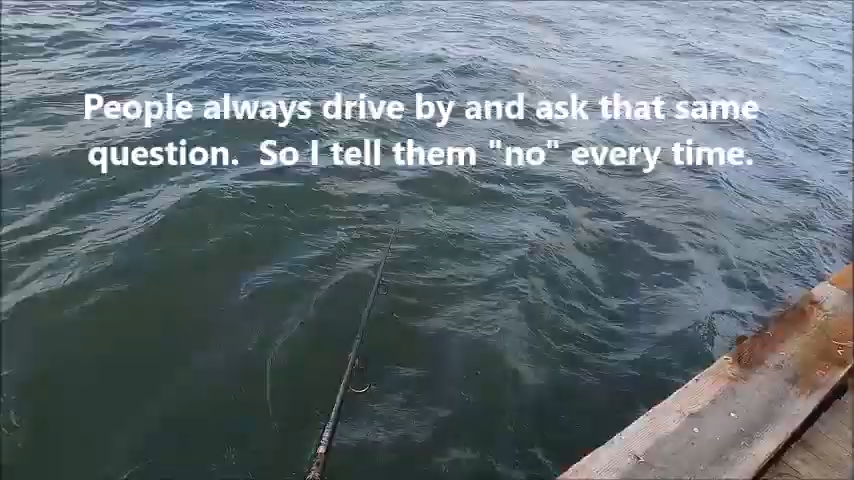 People always drive by and ask that same
question.  So I tell them "no" every time.